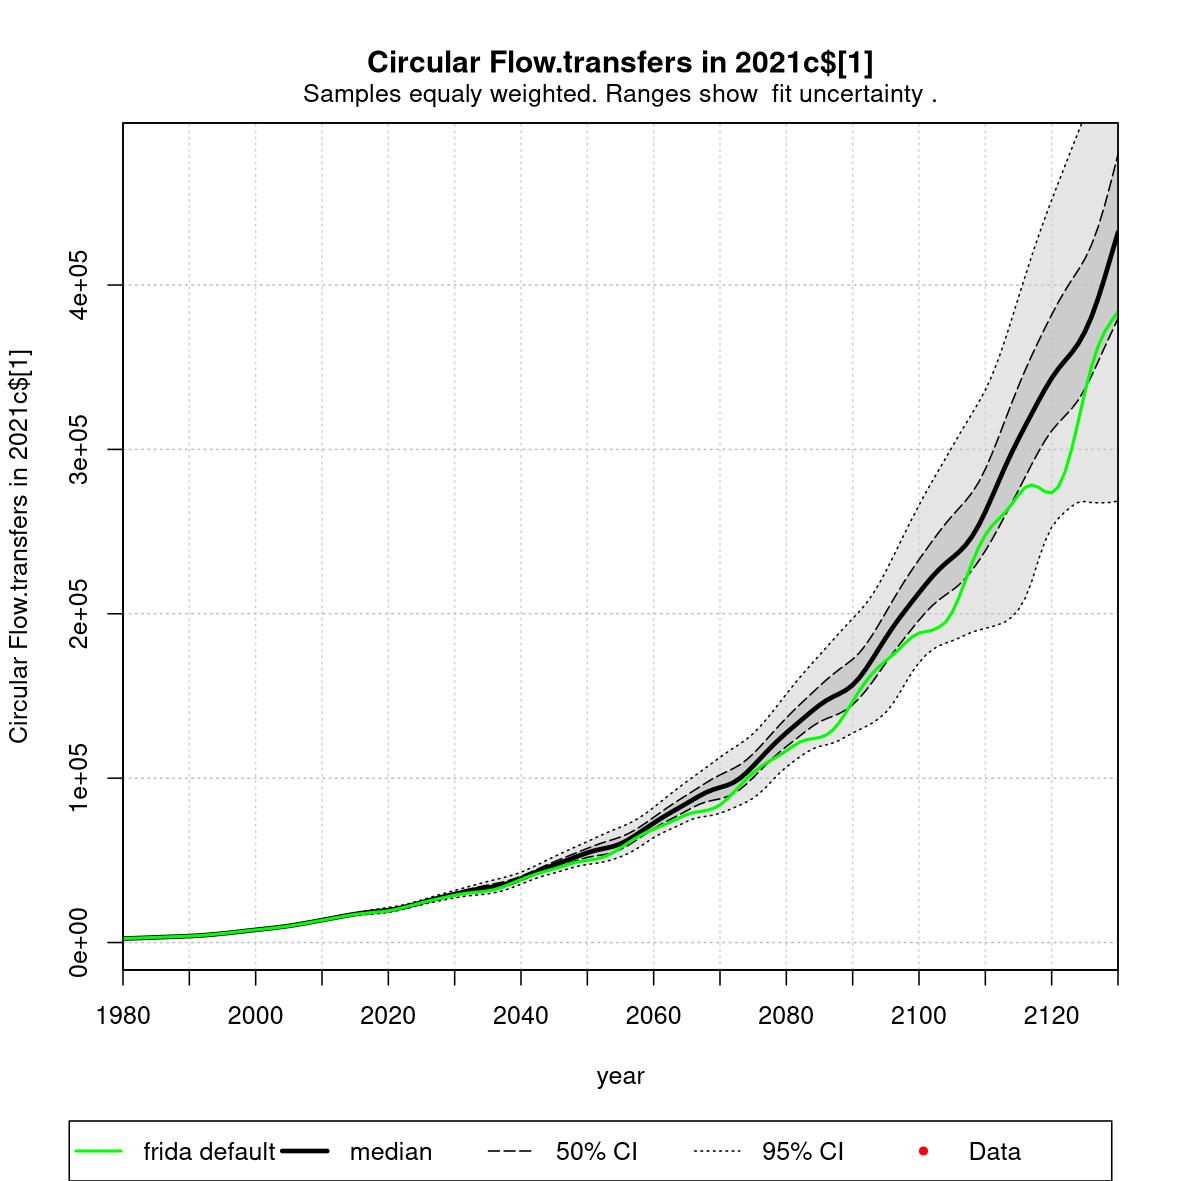 Circular Flow.transfers in 2021c$[1]
Samples equaly weighted. Ranges show  fit uncertainty .
Circular Flow.transfers in 2021c$[1]
4e+05
3e+05
2e+05
1e+05
0e+00
1980 2000 2020 2040 2060 2080 2100 2120
year
frida default median 50% CI 95% CI Data